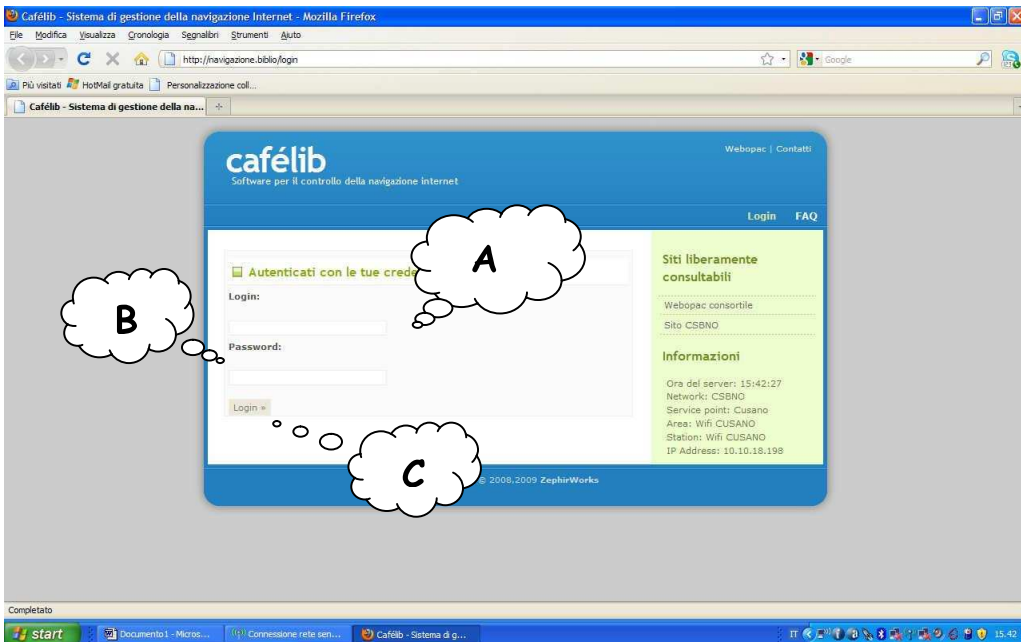 Cafélib - Sistema di gestione della navigazione Internet - Mozilla Firefox
File Modifica Visualizza Cronologia Segnalibri Strumenti Aiuto
http://navigazione.biblio/login
Google
Più visitati HotMail gratuita Personalizzazione coll...
Cafélib - Sistema di gestione della na...
cafélib
Software per il controllo della navigazione internet
Webopac | Contatti
Login FAQ
Autenticati con le tue crede
A
Login:
B
Password:
Login »
C
Siti liberamente
consultabili
Webopac consortile
Sito CSBNO
Informazioni
Ora del server: 15:42:27
Network: CSBNO
Service point: Cusano
Area: Wifi CUSANO
Station: Wifi CUSANO
IP Address: 10.10.18.198
© 2008,2009 ZephirWorks
Completato
start Documento1 - Micros... Connessione rete sen... Cafélib - Sistema di g... IT 15.42